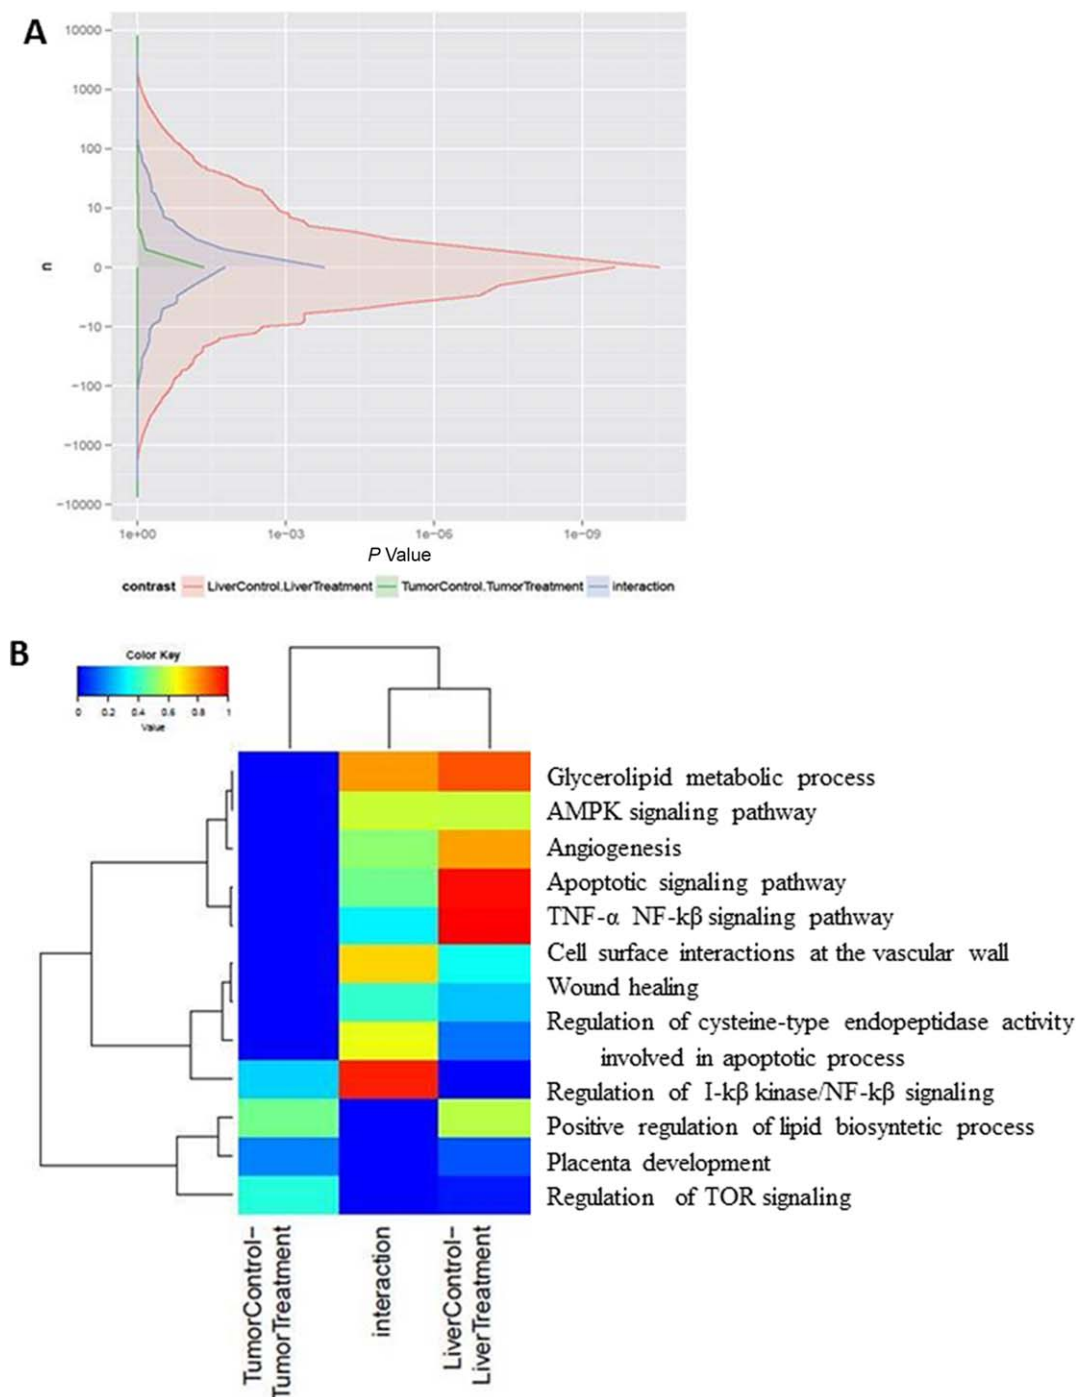 A
10000
1000
100
10
n
0
−10
−100
−1000
−10000
1e+00 1e−03 1e−06 1e−09
P Value
contrast LiverControl.LiverTreatment TumorControl.TumorTreatment interaction
B
Color Key
0 0.2 0.4 0.6 0.8 1
Value
Glycerolipid metabolic process
AMPK signaling pathway
Angiogenesis
Apoptotic signaling pathway
TNF-α NF-kβ signaling pathway
Cell surface interactions at the vascular wall
Wound healing
Regulation of cysteine-type endopeptidase activity
involved in apoptotic process
Regulation of I-kβ kinase/NF-kβ signaling
Positive regulation of lipid biosyntetic process
Placenta development
Regulation of TOR signaling
TumorControl−
TumorTreatment
interaction
LiverControl−
LiverTreatment